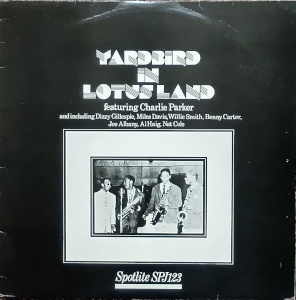 YARDBIRD
IN
LOTUS LAND
featuring Charlie Parker
and including Dizzy Gillespie, Miles Davis, Willie Smith, Benny Carter,
Joe Albany, Al Haig, Nat Cole
Spotlite SPJ123